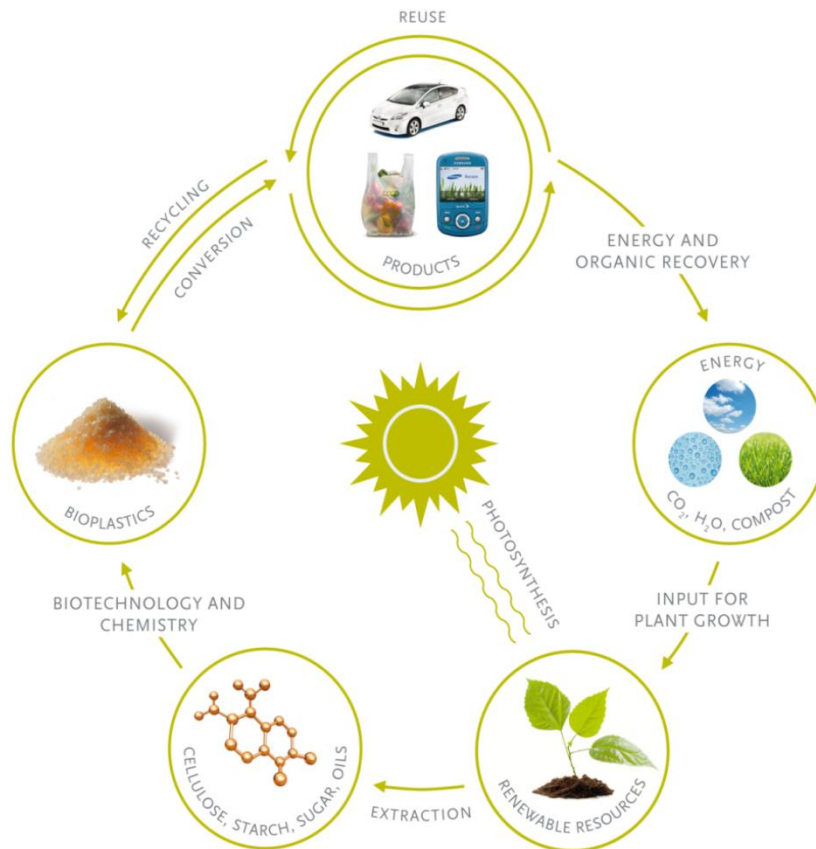 REUSE
PRODUCTS
RECYCLING
CONVERSION
ENERGY AND
ORGANIC RECOVERY
ENERGY
CO₂, H₂O, COMPOST
BIOPLASTICS
PHOTOSYNTHESIS
INPUT FOR
PLANT GROWTH
BIOTECHNOLOGY AND
CHEMISTRY
RENEWABLE RESOURCES
CELLULOSE, STARCH, SUGAR, OILS
EXTRACTION